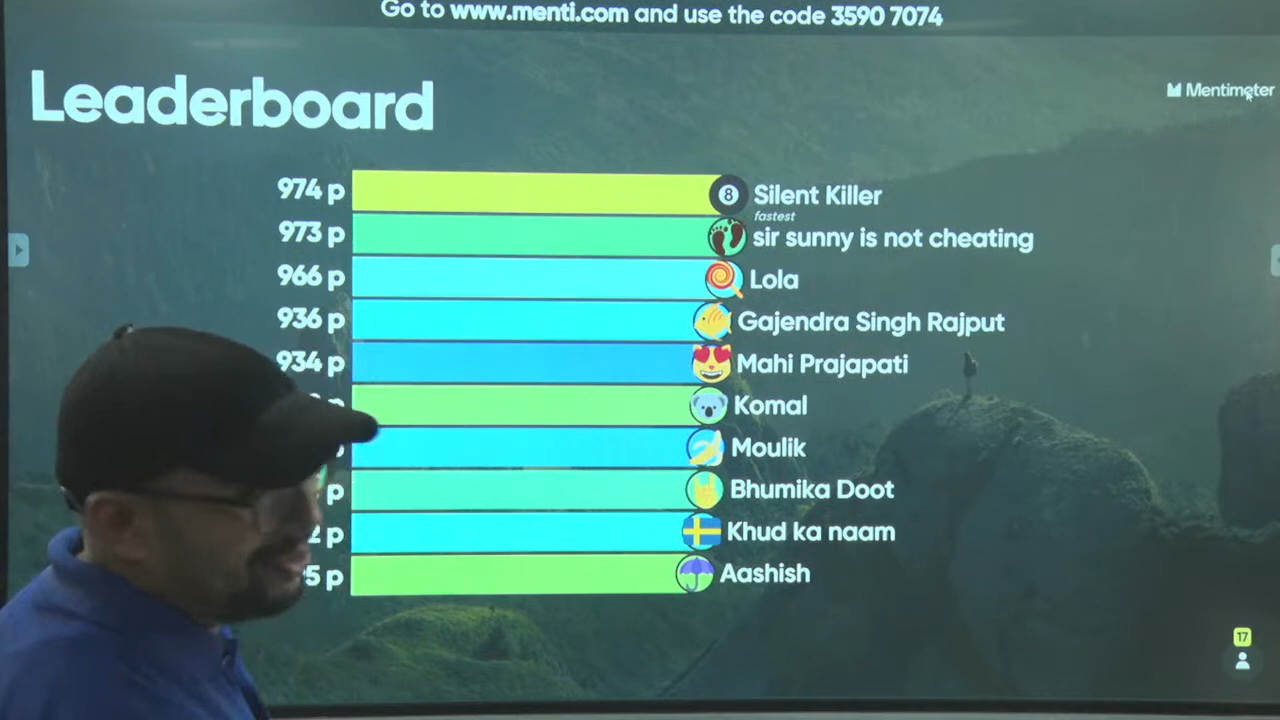 Go to www.menti.com and use the code 3590 7074
Leaderboard
Mentimeter
974 p Silent Killer
fastest
973 p sir sunny is not cheating
966 p Lola
936 p Gajendra Singh Rajput
934 p Mahi Prajapati
Komal
Moulik
p Bhumika Doot
2 p Khud ka naam
5 p Aashish
17